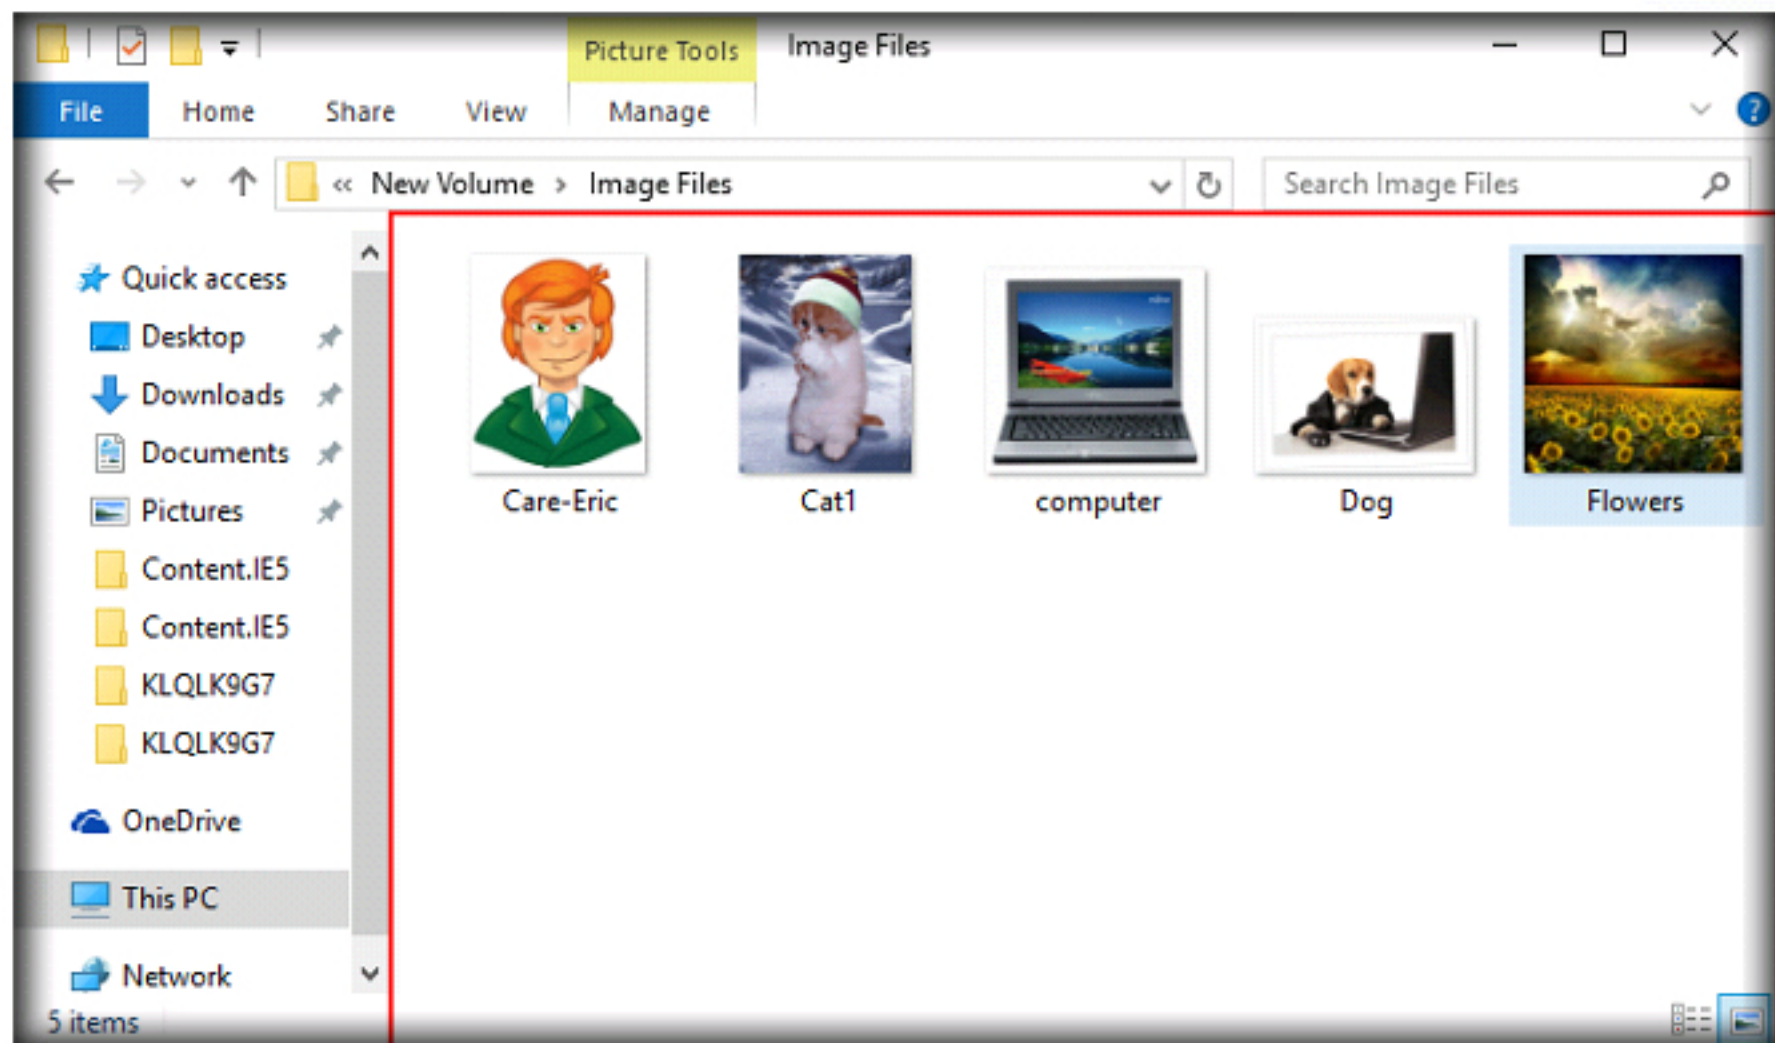 Picture Tools Image Files
File Home Share View Manage
« New Volume > Image Files Search Image Files
Quick access
Desktop
Downloads
Documents
Pictures
Content.IE5
Content.IE5
KLQLK9G7
KLQLK9G7
OneDrive
This PC
Network
Care-Eric Cat1 computer Dog Flowers
5 items